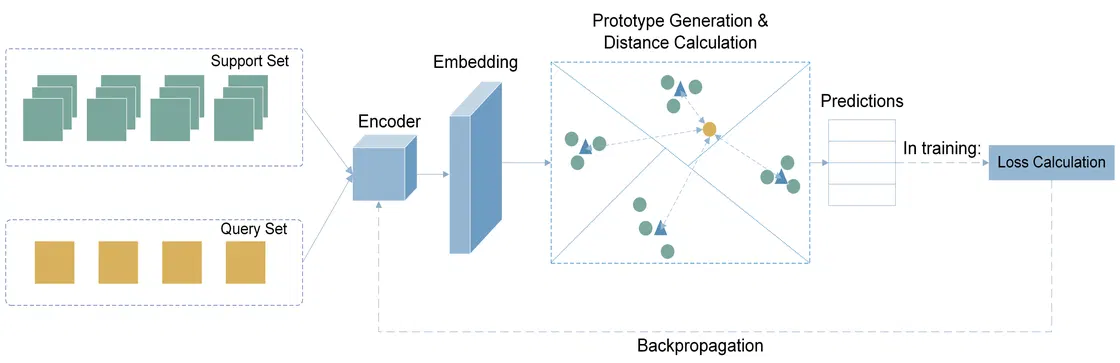 Support Set
Query Set
Encoder
Embedding
Prototype Generation &
Distance Calculation
Predictions
In training:
Loss Calculation
Backpropagation